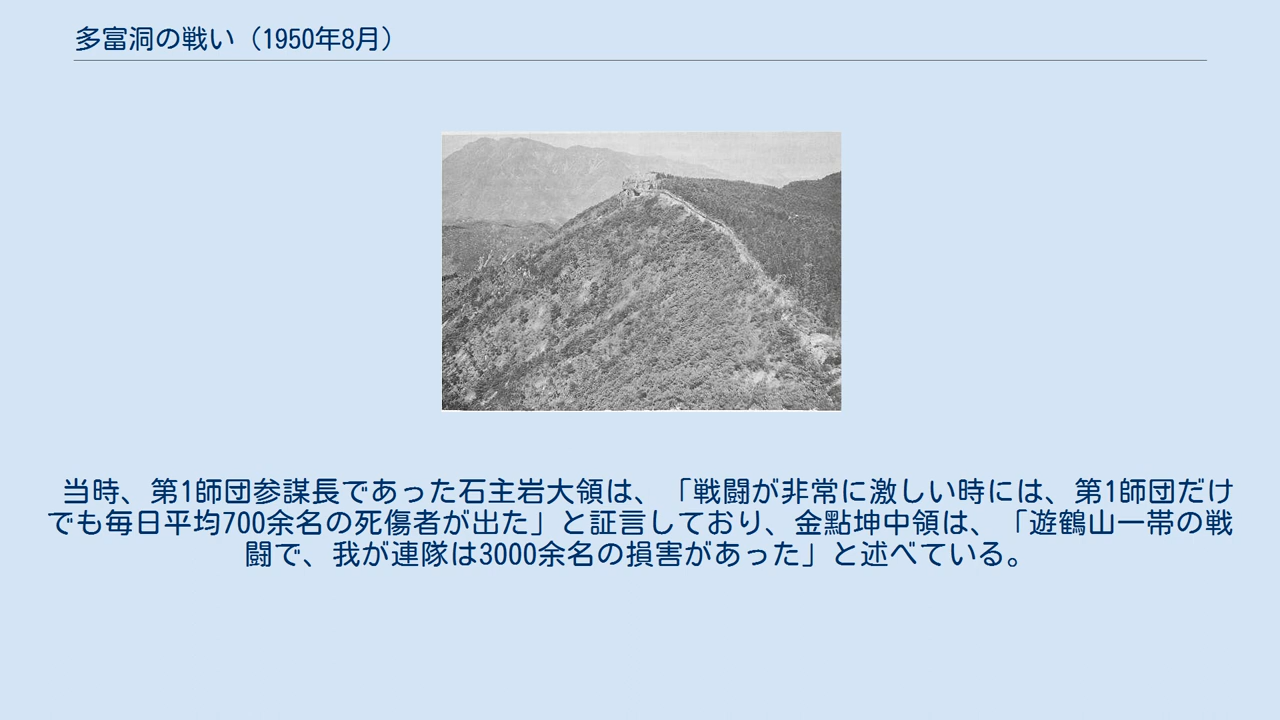 多富洞の戦い（1950年8月）
当時、第1師団参謀長であった石主岩大領は、「戦闘が非常に激しい時には、第1師団だけ
でも毎日平均700余名の死傷者が出た」と証言しており、金點坤中領は、「遊鶴山一帯の戦
闘で、我が連隊は3000余名の損害があった」と述べている。